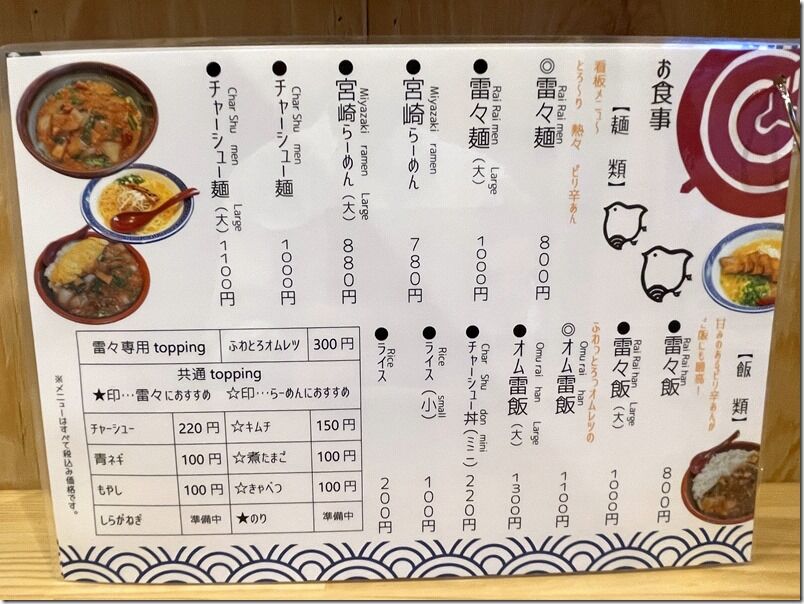 お食事
【麺 類】
看板メニュー
とろ〜り 熱々 ピリ辛あん
◎雷々麺 800円
Rai Rai men
●雷々麺(大) 1000円
Rai Rai men Large
●宮崎らーめん 780円
Miyazaki ramen
●宮崎らーめん(大) 880円
Miyazaki ramen Large
●チャーシュー麺 1000円
Char Shu men
●チャーシュー麺(大) 1100円
Char Shu men Large
【飯 類】
甘みのあるピリ辛あんが
ご飯にも最高!
●雷々飯 800円
Rai Rai han
●雷々飯(大) 1000円
Rai Rai han Large
ふわっとろっオムレツの
◎オム雷飯 1100円
Omu rai han
●オム雷飯(大) 1300円
Omu rai han Large
●チャーシュー丼(ミニ) 220円
Char Shu don mini
●ライス(小) 100円
Rice small
●ライス 200円
Rice
雷々専用 topping ふわとろオムレツ 300円
共通 topping
★印…雷々におすすめ ☆印…らーめんにおすすめ
チャーシュー 220円 ☆キムチ 150円
青ネギ 100円 ☆煮たまご 100円
もやし 100円 ☆きゃべつ 100円
しらがねぎ 準備中 ★のり 準備中
※メニューはすべて税込み価格です。